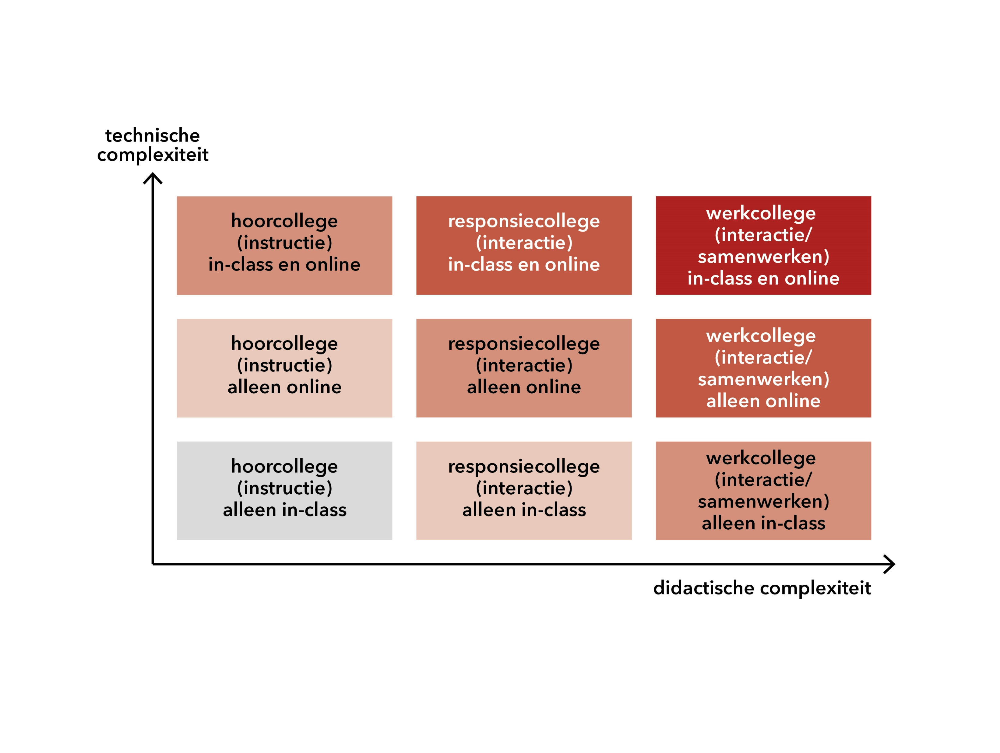 technische
complexiteit
hoorcollege
(instructie)
in-class en online
responsiecollege
(interactie)
in-class en online
werkcollege
(interactie/
samenwerken)
in-class en online
hoorcollege
(instructie)
alleen online
responsiecollege
(interactie)
alleen online
werkcollege
(interactie/
samenwerken)
alleen online
hoorcollege
(instructie)
alleen in-class
responsiecollege
(interactie)
alleen in-class
werkcollege
(interactie/
samenwerken)
alleen in-class
didactische complexiteit